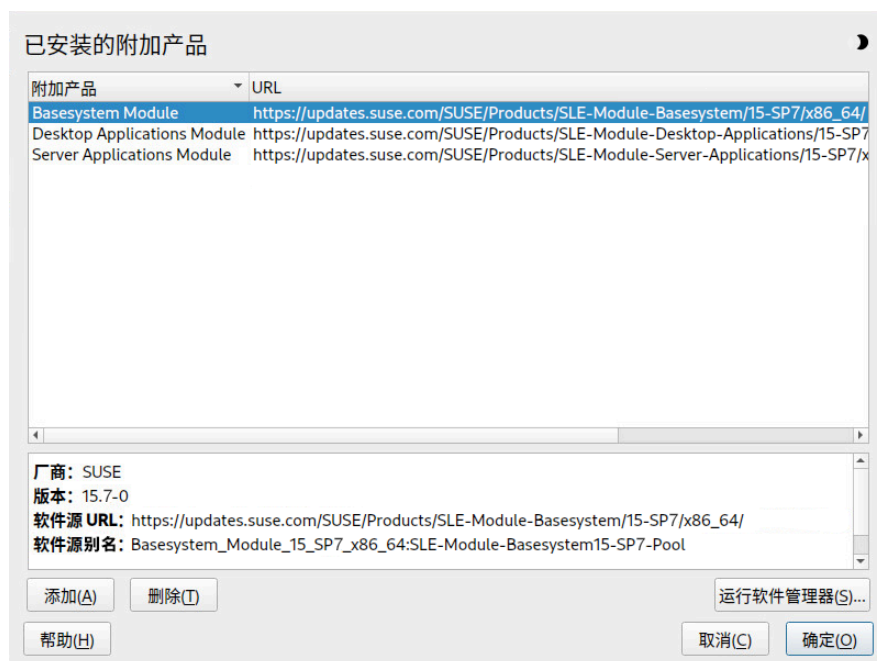 已安装的附加产品
附加产品 URL
Basesystem Module https://updates.suse.com/SUSE/Products/SLE-Module-Basesystem/15-SP7/x86_64/
Desktop Applications Module https://updates.suse.com/SUSE/Products/SLE-Module-Desktop-Applications/15-SP7
Server Applications Module https://updates.suse.com/SUSE/Products/SLE-Module-Server-Applications/15-SP7/x
厂商： SUSE
版本： 15.7-0
软件源 URL： https://updates.suse.com/SUSE/Products/SLE-Module-Basesystem/15-SP7/x86_64/
软件源别名： Basesystem_Module_15_SP7_x86_64:SLE-Module-Basesystem15-SP7-Pool
添加(A) 删除(T) 运行软件管理器(S)...
帮助(H) 取消(C) 确定(O)